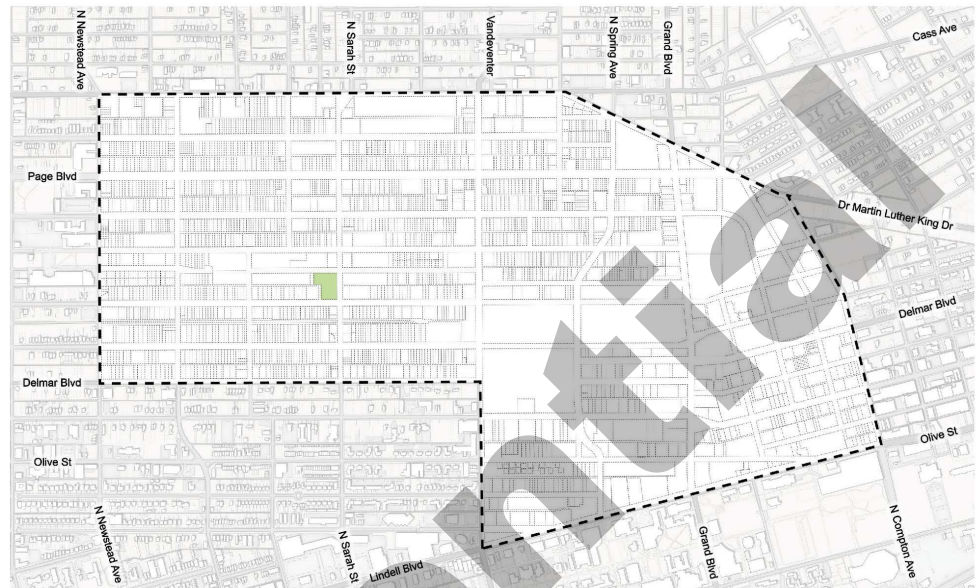 N Newstead Ave
N Sarah St
Vandeventer
N Spring Ave
Grand Blvd
Cass Ave
Page Blvd
Dr Martin Luther King Dr
Delmar Blvd
Delmar Blvd
Olive St
Olive St
N Newstead Ave
N Sarah St
Lindell Blvd
Grand Blvd
N Compton Ave
ntial